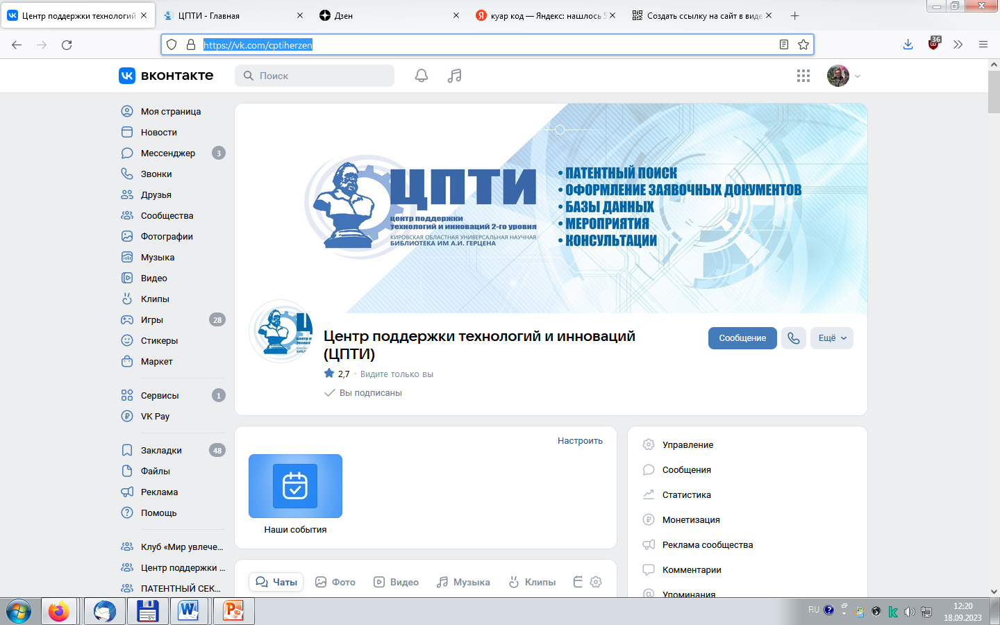 Центр поддержки технологий
ЦПТИ - Главная
Дзен
куар код — Яндекс: нашлось 5
Создать ссылку на сайт в виде
https://vk.com/cptiherzen
36
вконтакте
Поиск
Моя страница
Новости
Мессенджер 3
Звонки
Друзья
Сообщества
Фотографии
Музыка
Видео
Клипы
Игры 28
Стикеры
Маркет
Сервисы 1
VK Pay
Закладки 48
Файлы
Реклама
Помощь
Клуб «Мир увлече...
Центр поддержки ...
ПАТЕНТНЫЙ СЕК...
ЦПТИ
центр поддержки
технологий и инноваций 2-го уровня
КИРОВСКАЯ ОБЛАСТНАЯ УНИВЕРСАЛЬНАЯ НАУЧНАЯ
БИБЛИОТЕКА ИМ А.И. ГЕРЦЕНА
• ПАТЕНТНЫЙ ПОИСК
• ОФОРМЛЕНИЕ ЗАЯВОЧНЫХ ДОКУМЕНТОВ
• БАЗЫ ДАННЫХ
• МЕРОПРИЯТИЯ
• КОНСУЛЬТАЦИИ
Центр поддержки технологий и инноваций
(ЦПТИ)
2,7 · Видите только вы
Вы подписаны
Сообщение
Ещё
Настроить
Наши события
Чаты
Фото
Видео
Музыка
Клипы
Управление
Сообщения
Статистика
Монетизация
Реклама сообщества
Комментарии
Упоминания
RU
12:20
18.09.2023